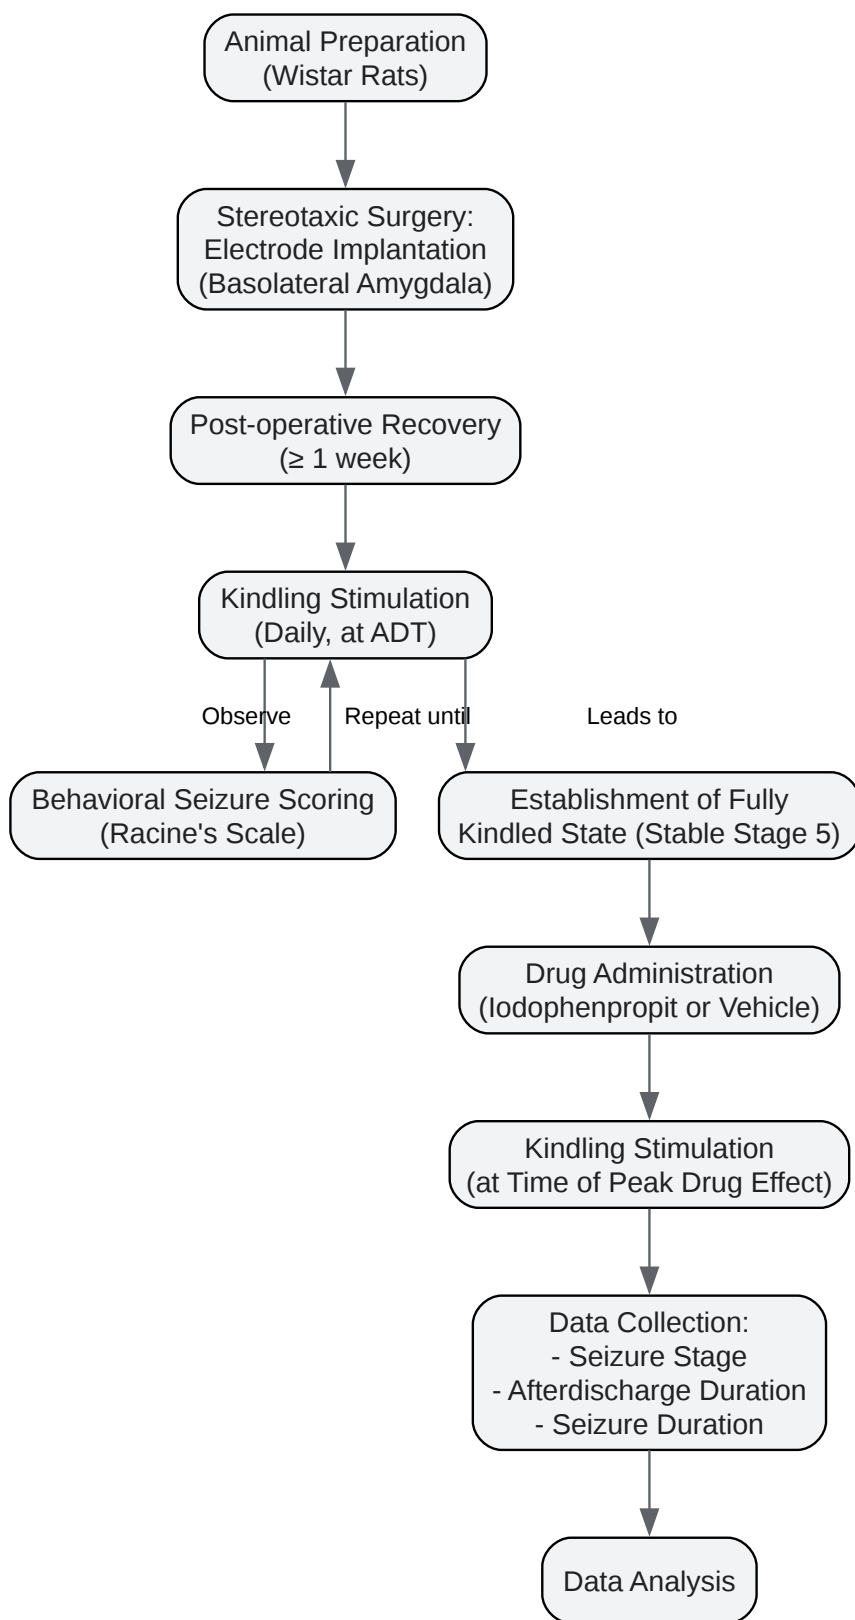 Animal Preparation
(Wistar Rats)
Stereotaxic Surgery:
Electrode Implantation
(Basolateral Amygdala)
Post-operative Recovery
(≥ 1 week)
Kindling Stimulation
(Daily, at ADT)
Observe
Repeat until
Leads to
Behavioral Seizure Scoring
(Racine's Scale)
Establishment of Fully
Kindled State (Stable Stage 5)
Drug Administration
(Iodophenpropit or Vehicle)
Kindling Stimulation
(at Time of Peak Drug Effect)
Data Collection:
- Seizure Stage
- Afterdischarge Duration
- Seizure Duration
Data Analysis